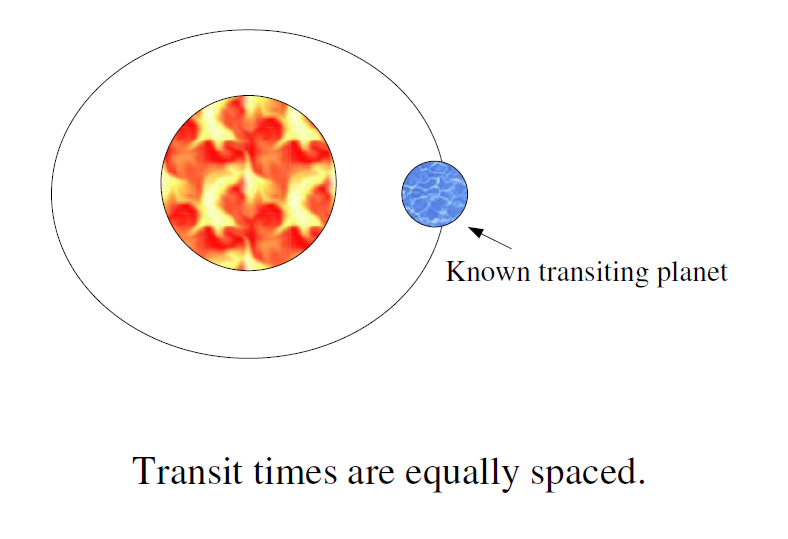 Known transiting planet
Transit times are equally spaced.